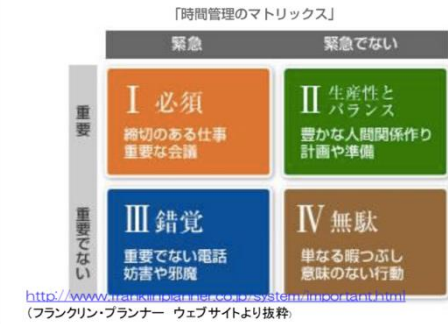 「時間管理のマトリックス」
緊急
緊急でない
重要
I 必須
締切のある仕事
重要な会議
II 生産性と
バランス
豊かな人間関係作り
計画や準備
重要でない
III 錯覚
重要でない電話
妨害や邪魔
IV 無駄
単なる暇つぶし
意味のない行動
http://www.franklinplanner.co.jp/system/important.html
(フランクリン・プランナー ウェブサイトより抜粋)